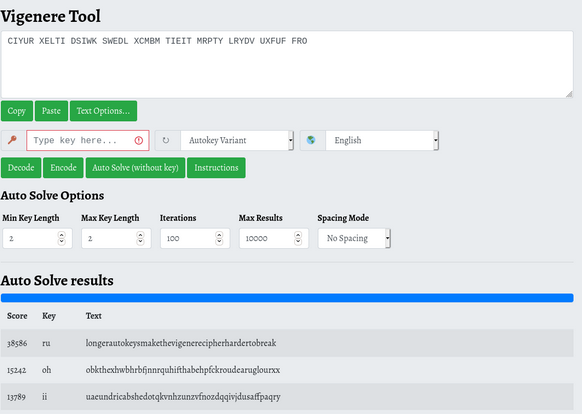 Vigenere Tool
CIYUR XELTI DSIWK SWEDL XCMBM TIEIT MRPTY LRYDV UXFUF FRO
Copy Paste Text Options...
Type key here... Autokey Variant English
Decode Encode Auto Solve (without key) Instructions
Auto Solve Options
Min Key Length Max Key Length Iterations Max Results Spacing Mode
2 2 100 10000 No Spacing
Auto Solve results
Score Key Text
38586 ru longerautokeysmakethevigenerecipherhardertobreak
15242 oh obkthexhwbhrbfjnnrquhifthabehpfckroudearuglourxx
13789 ii uaeundricabshedotqkvnhzunzvfnozdqqivjdusaffpaqry